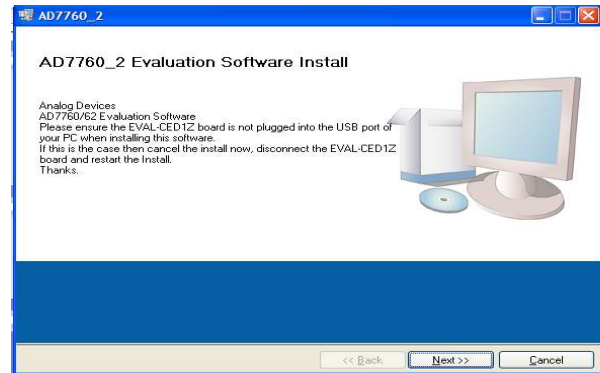 AD7760_2
AD7760_2 Evaluation Software Install
Analog Devices
AD7760/62 Evaluation Software
Please ensure the EVAL-CED1Z board is not plugged into the USB port of
your PC when installing this software.
If this is the case then cancel the install now, disconnect the EVAL-CED1Z
board and restart the Install.
Thanks.
<< Back
Next >>
Cancel